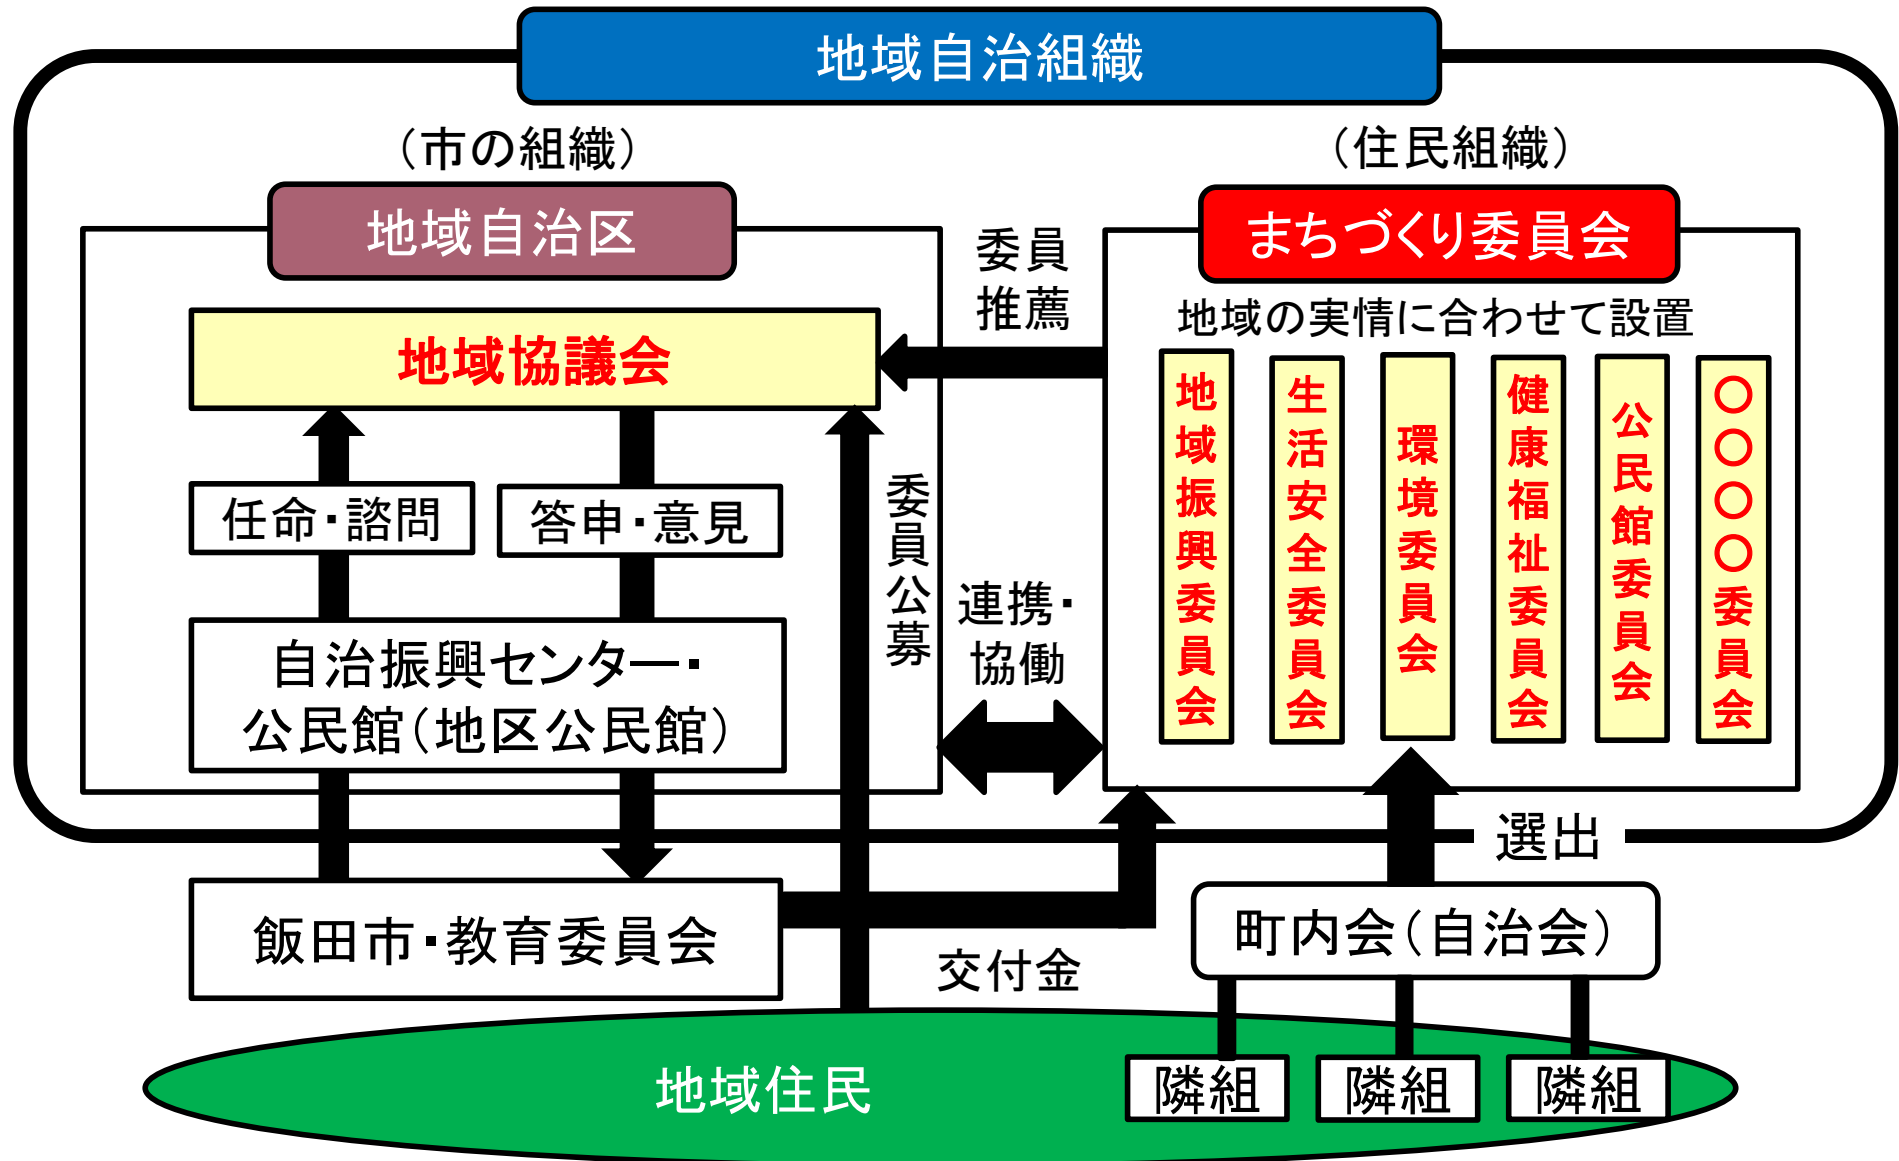 地域自治組織
（市の組織）
（住民組織）
地域自治区
まちづくり委員会
委員
推薦
地域の実情に合わせて設置
地域協議会
地域振興委員会
生活安全委員会
環境委員会
健康福祉委員会
公民館委員会
〇〇〇〇委員会
任命・諮問
答申・意見
委員公募
連携・
協働
自治振興センター・
公民館（地区公民館）
選出
飯田市・教育委員会
町内会（自治会）
交付金
地域住民
隣組
隣組
隣組